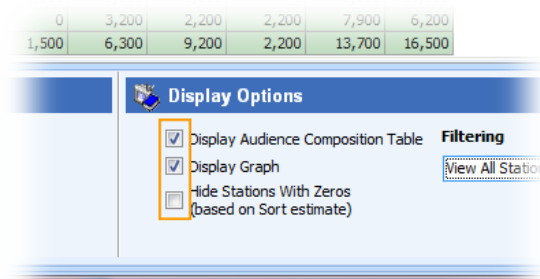 0 3,200 2,200 2,200 7,900 6,200
1,500 6,300 9,200 2,200 13,700 16,500
Display Options
Display Audience Composition Table Filtering
Display Graph View All
Hide Stations With Zeros
(based on Sort estimate)